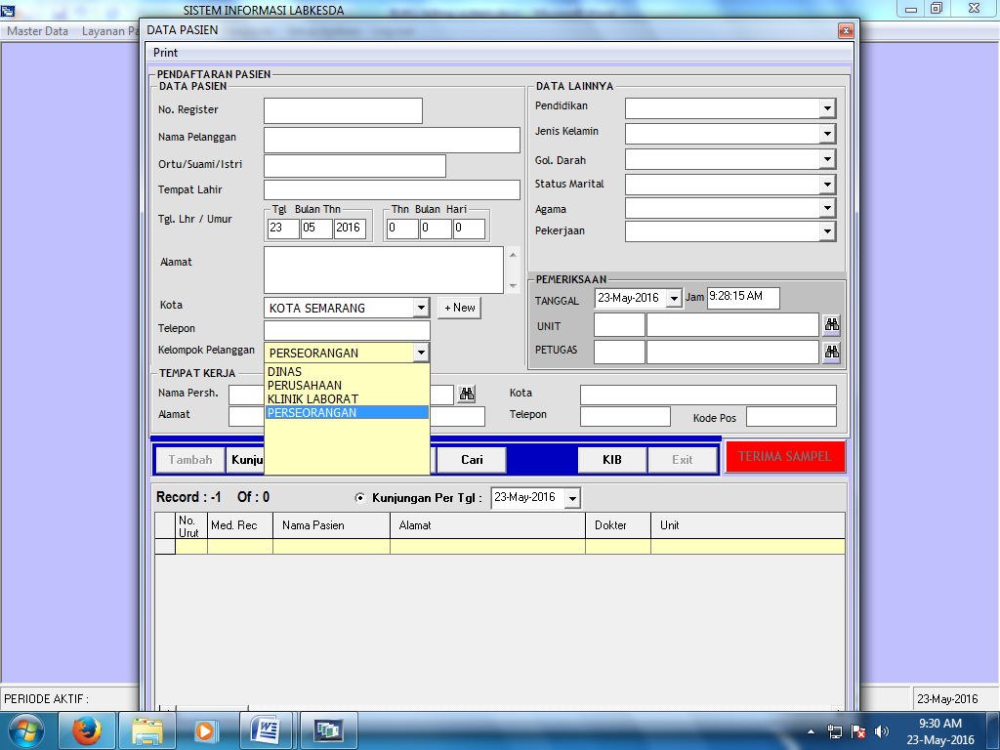 SISTEM INFORMASI LABKESDA
Master Data Layanan Pa
DATA PASIEN
Print
PENDAFTARAN PASIEN
DATA PASIEN
No. Register
Nama Pelanggan
Ortu/Suami/Istri
Tempat Lahir
Tgl Bulan Thn Thn Bulan Hari
Tgl. Lhr / Umur 23 05 2016 0 0 0
Alamat
Kota KOTA SEMARANG + New
Telepon
Kelompok Pelanggan PERSEORANGAN
DINAS
PERUSAHAAN
KLINIK LABORAT
PERSEORANGAN
DATA LAINNYA
Pendidikan
Jenis Kelamin
Gol. Darah
Status Marital
Agama
Pekerjaan
PEMERIKSAAN
TANGGAL 23-May-2016 Jam 9:28:15 AM
UNIT
PETUGAS
TEMPAT KERJA
Nama Persh. Kota
Alamat Telepon Kode Pos
Tambah Kunju Cari KIB Exit TERIMA SAMPEL
Record : -1 Of : 0 Kunjungan Per Tgl : 23-May-2016
No. Urut Med. Rec Nama Pasien Alamat Dokter Unit
PERIODE AKTIF : 23-May-2016
9:30 AM
23-May-2016